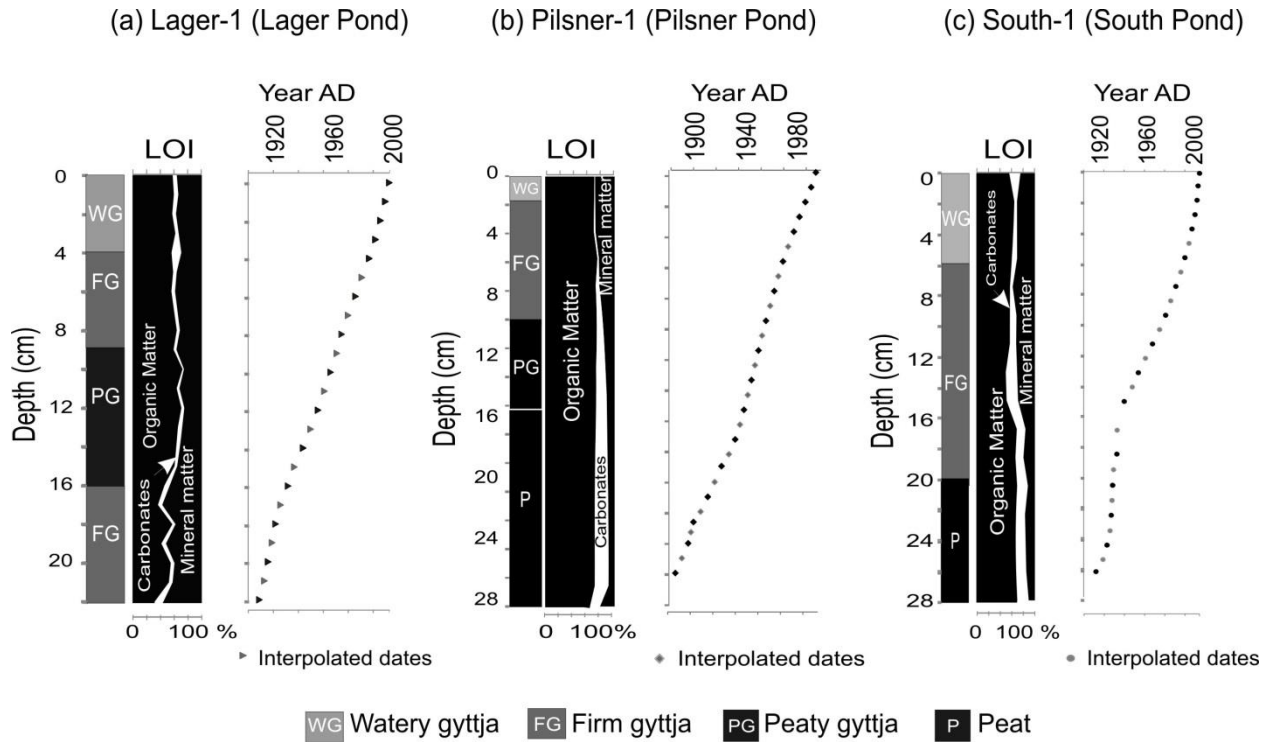 (a) Lager-1 (Lager Pond)
Year AD
1920
1960
2000
LOI
0
4
8
12
16
20
Depth (cm)
WG
FG
PG
FG
Organic Matter
Carbonates
Mineral matter
0 100 %
Interpolated dates
(b) Pilsner-1 (Pilsner Pond)
Year AD
1900
1940
1980
LOI
0
4
8
12
16
20
24
28
Depth (cm)
WG
FG
PG
P
Organic Matter
Mineral matter
Carbonates
0 100 %
Interpolated dates
(c) South-1 (South Pond)
Year AD
1920
1960
2000
LOI
0
4
8
12
16
20
24
28
Depth (cm)
WG
FG
P
Carbonates
Organic Matter
Mineral matter
0 100 %
Interpolated dates
WG Watery gyttja FG Firm gyttja PG Peaty gyttja P Peat